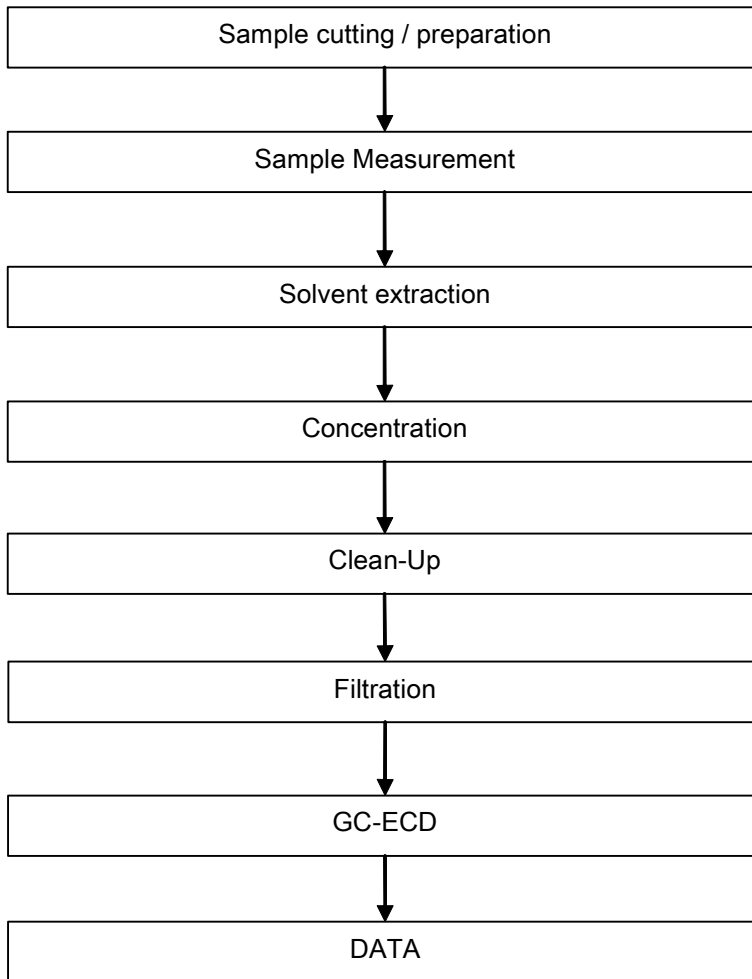 Sample cutting / preparation
Sample Measurement
Solvent extraction
Concentration
Clean-Up
Filtration
GC-ECD
DATA